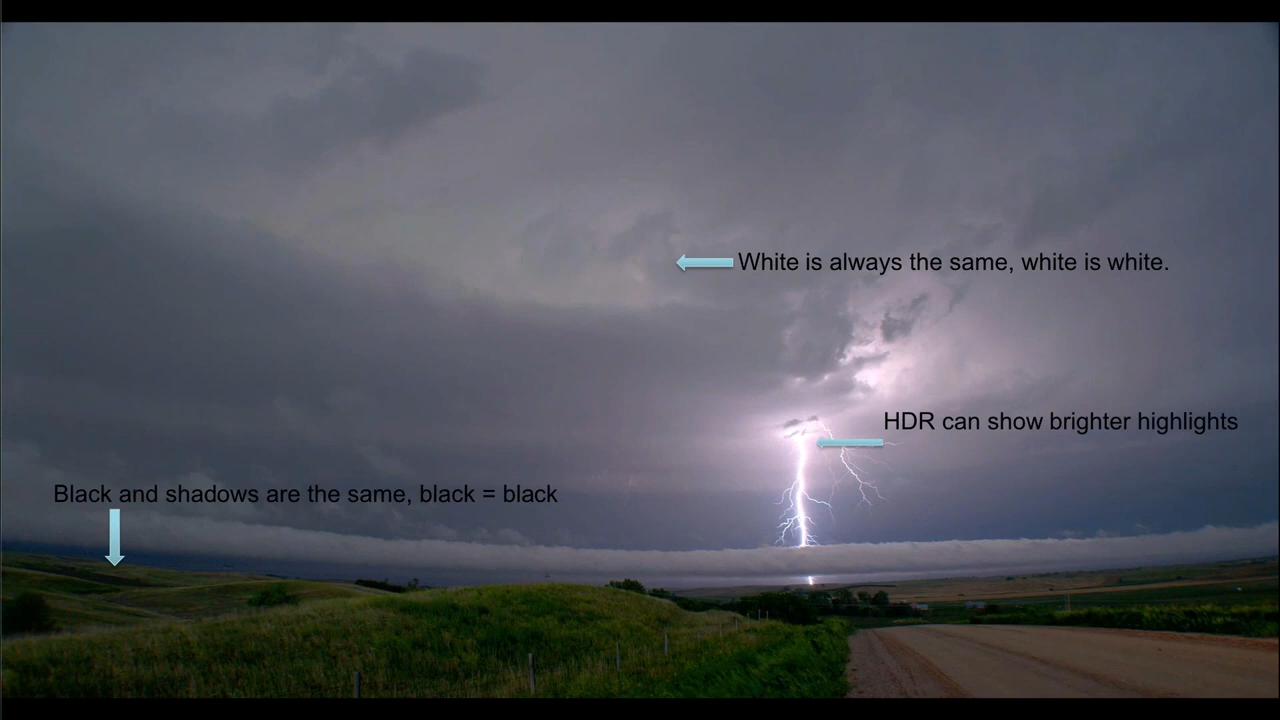 White is always the same, white is white.
HDR can show brighter highlights
Black and shadows are the same, black = black